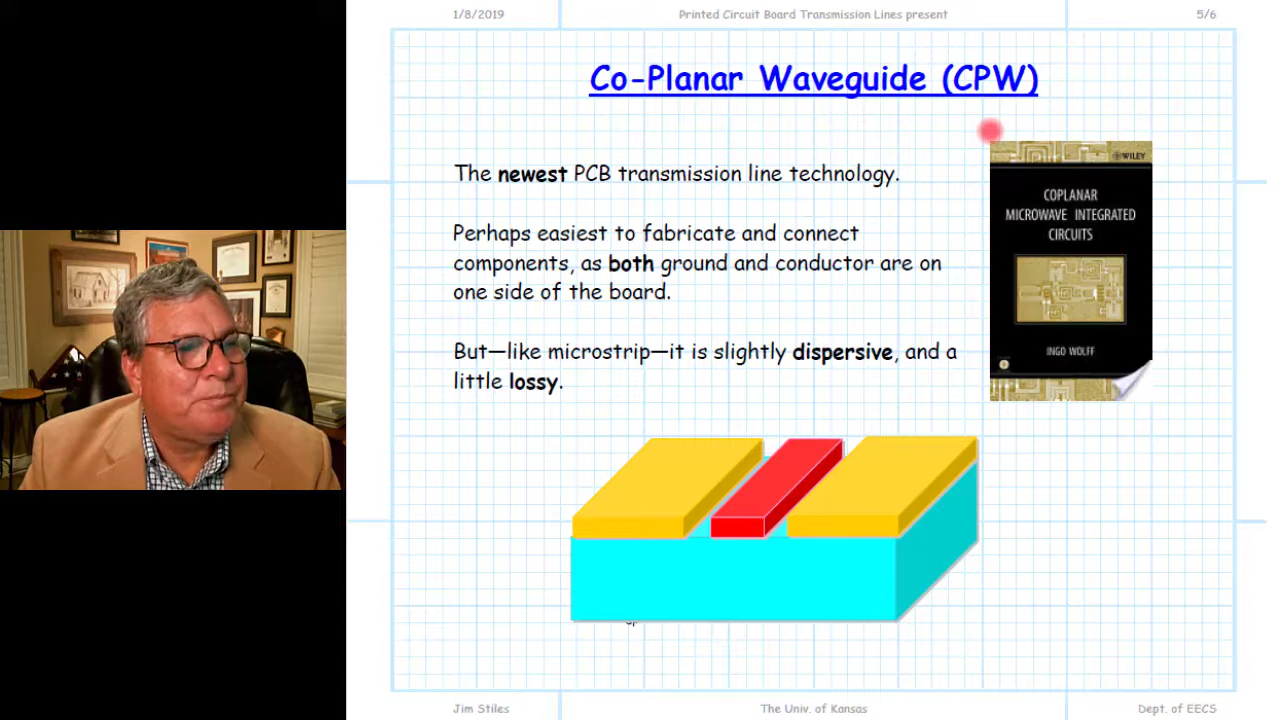 1/8/2019 Printed Circuit Board Transmission Lines present 5/6
Co-Planar Waveguide (CPW)
The newest PCB transmission line technology.
Perhaps easiest to fabricate and connect
components, as both ground and conductor are on
one side of the board.
But—like microstrip—it is slightly dispersive, and a
little lossy.
WILEY
COPLANAR
MICROWAVE INTEGRATED
CIRCUITS
INGO WOLFF
Jim Stiles The Univ. of Kansas Dept. of EECS